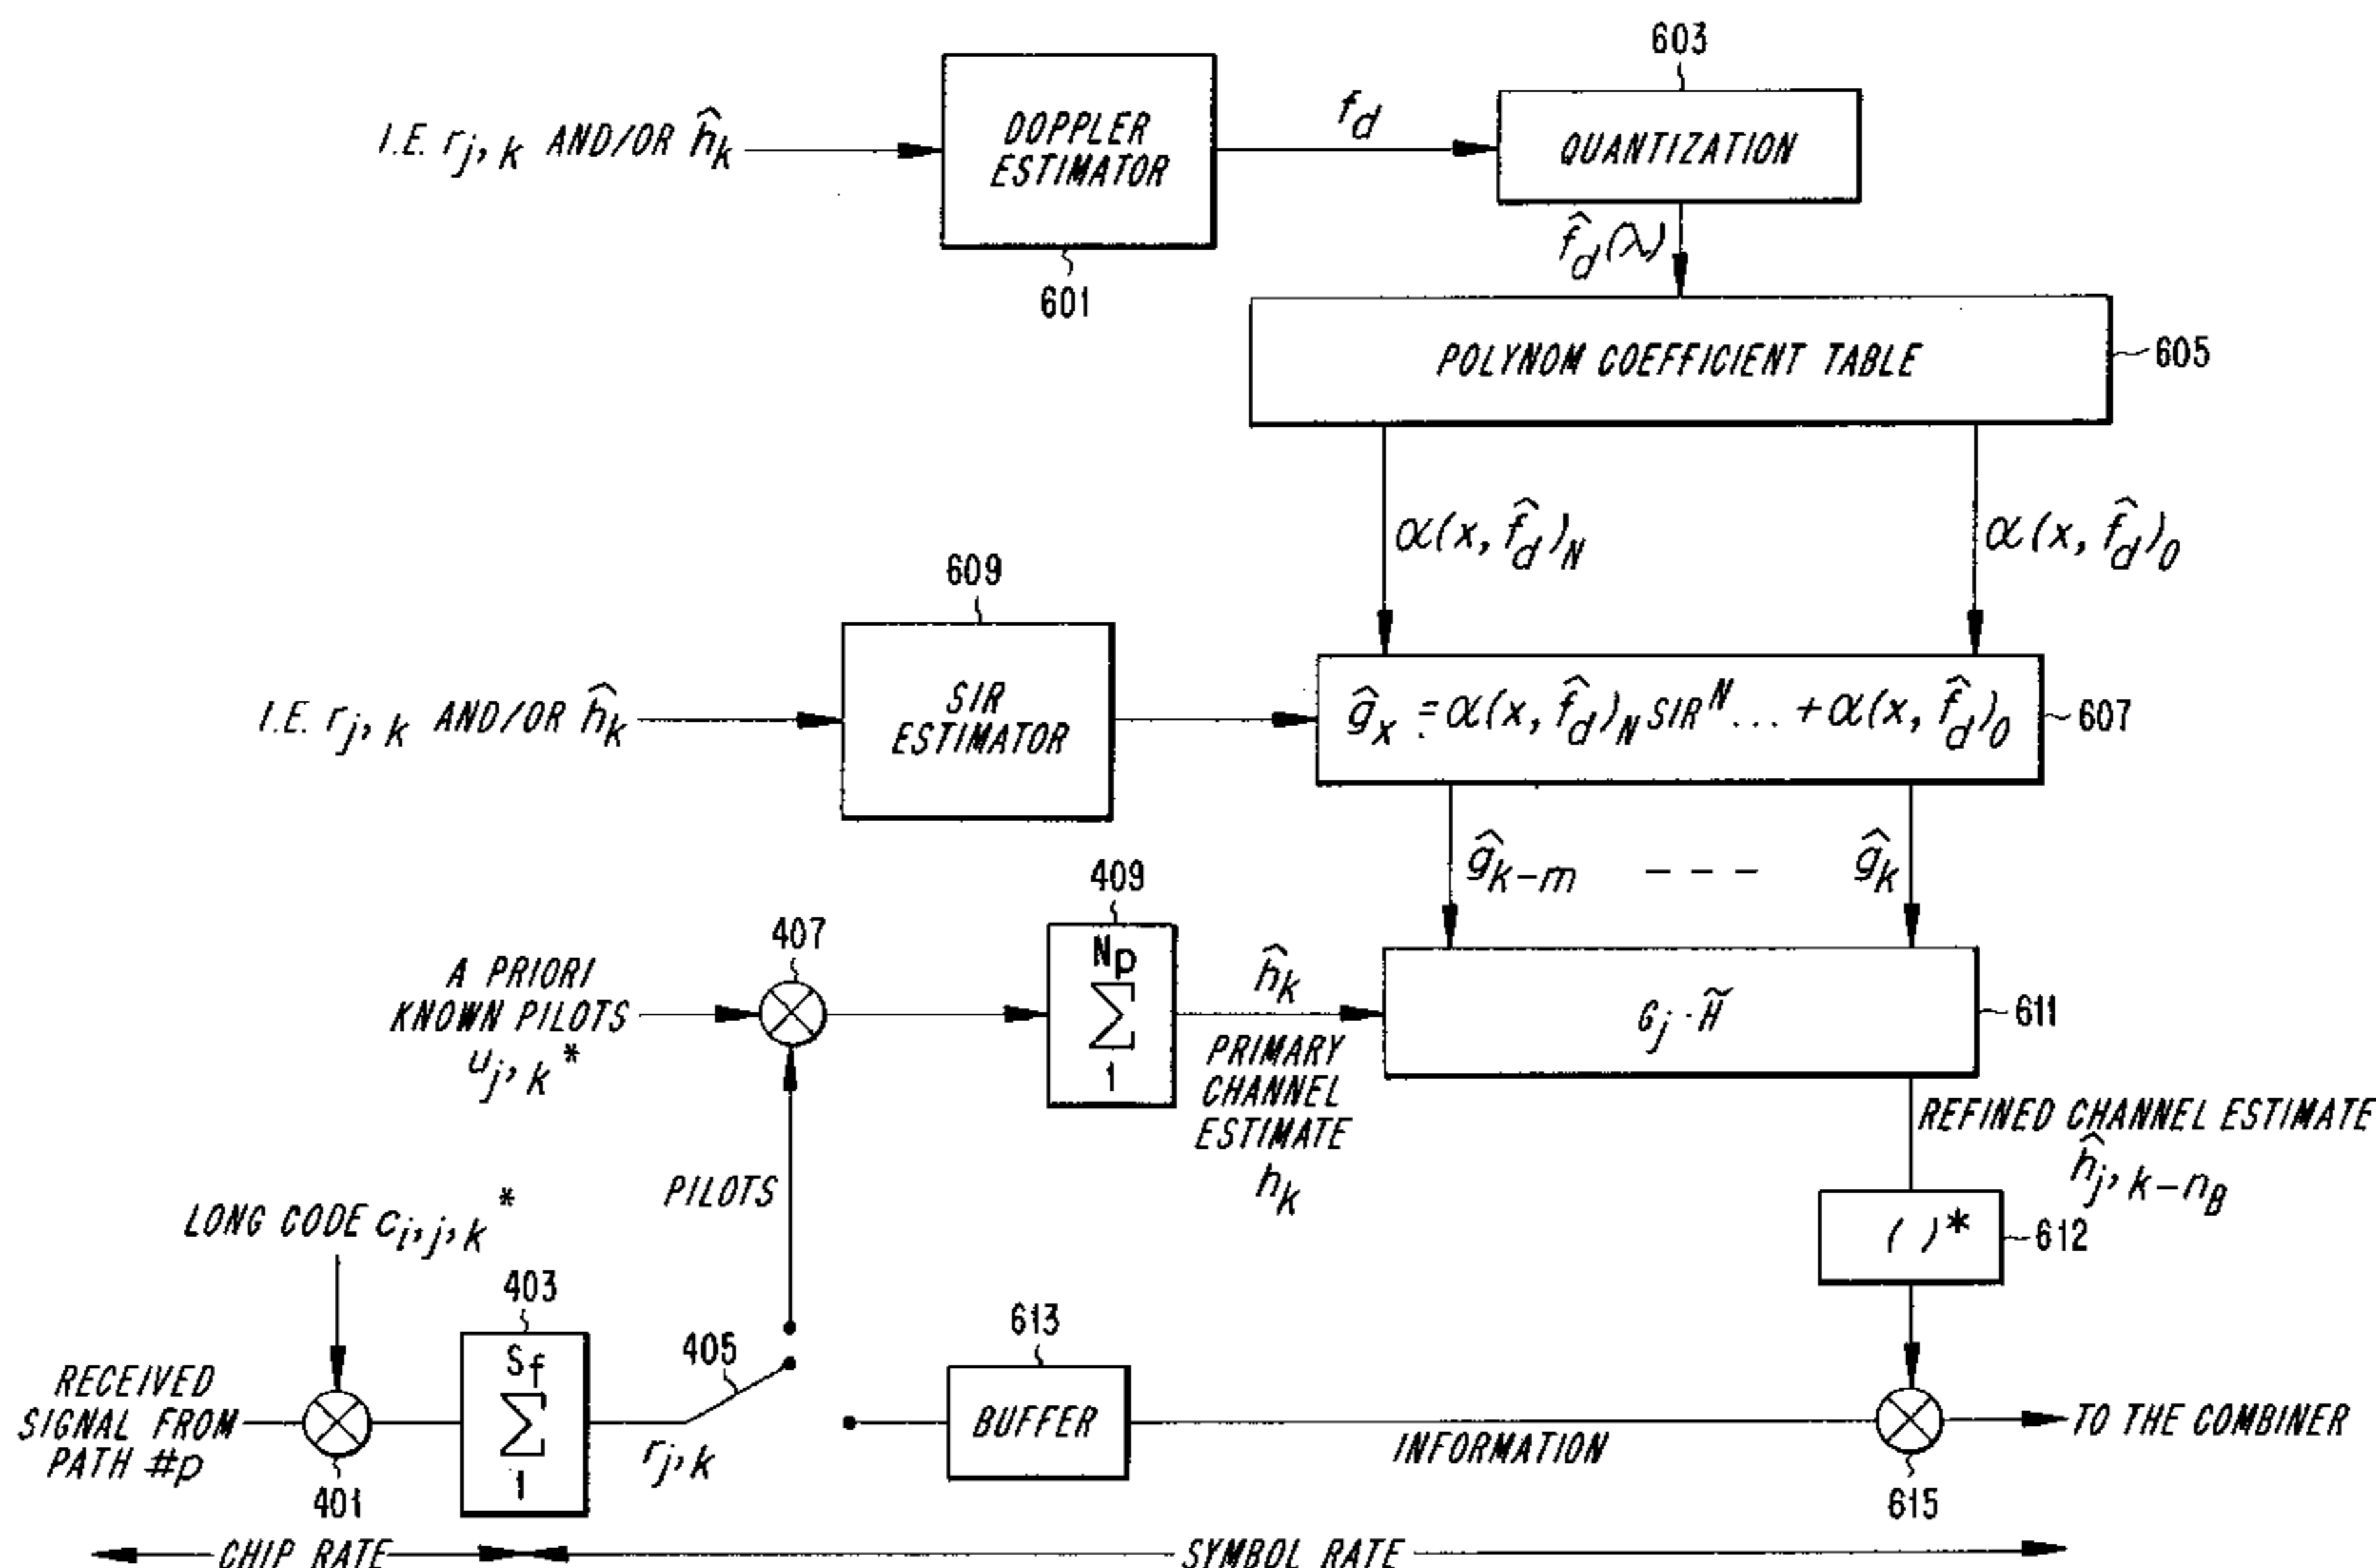 603
I.E. r_j,k AND/OR ĥ_k
DOPPLER
ESTIMATOR
f_d
QUANTIZATION
601
f̂_d(λ)
POLYNOM COEFFICIENT TABLE
605
α(x, f̂_d)_N
α(x, f̂_d)_0
609
I.E. r_j,k AND/OR ĥ_k
SIR
ESTIMATOR
ĝ_x = α(x, f̂_d)_N SIR^N ... + α(x, f̂_d)_0
607
ĝ_k-m --- ĝ_k
409
407
A PRIORI
KNOWN PILOTS
u_j,k*
N_p
Σ
1
ĥ_k
PRIMARY
CHANNEL
ESTIMATE
h_k
G_j · H̃
611
REFINED CHANNEL ESTIMATE
ĥ_j,k-n_B
PILOTS
LONG CODE c_i,j,k*
( )*
612
403
405
613
RECEIVED
SIGNAL FROM
PATH #p
S_f
Σ
1
r_j,k
BUFFER
INFORMATION
TO THE COMBINER
401
615
CHIP RATE
SYMBOL RATE